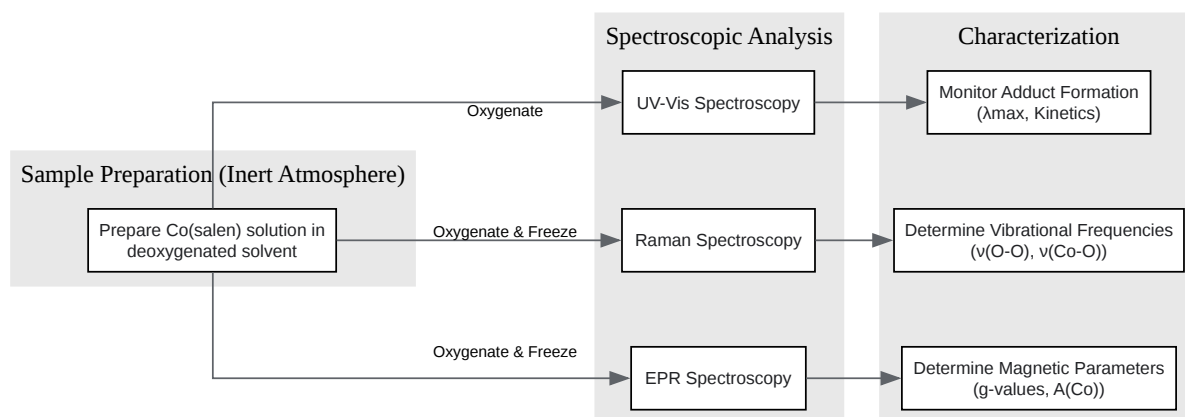 Spectroscopic Analysis
Characterization
UV-Vis Spectroscopy
Monitor Adduct Formation
(λmax, Kinetics)
Oxygenate
Sample Preparation (Inert Atmosphere)
Prepare Co(salen) solution in
deoxygenated solvent
Oxygenate & Freeze
Raman Spectroscopy
Determine Vibrational Frequencies
(ν(O-O), ν(Co-O))
Oxygenate & Freeze
EPR Spectroscopy
Determine Magnetic Parameters
(g-values, A(Co))